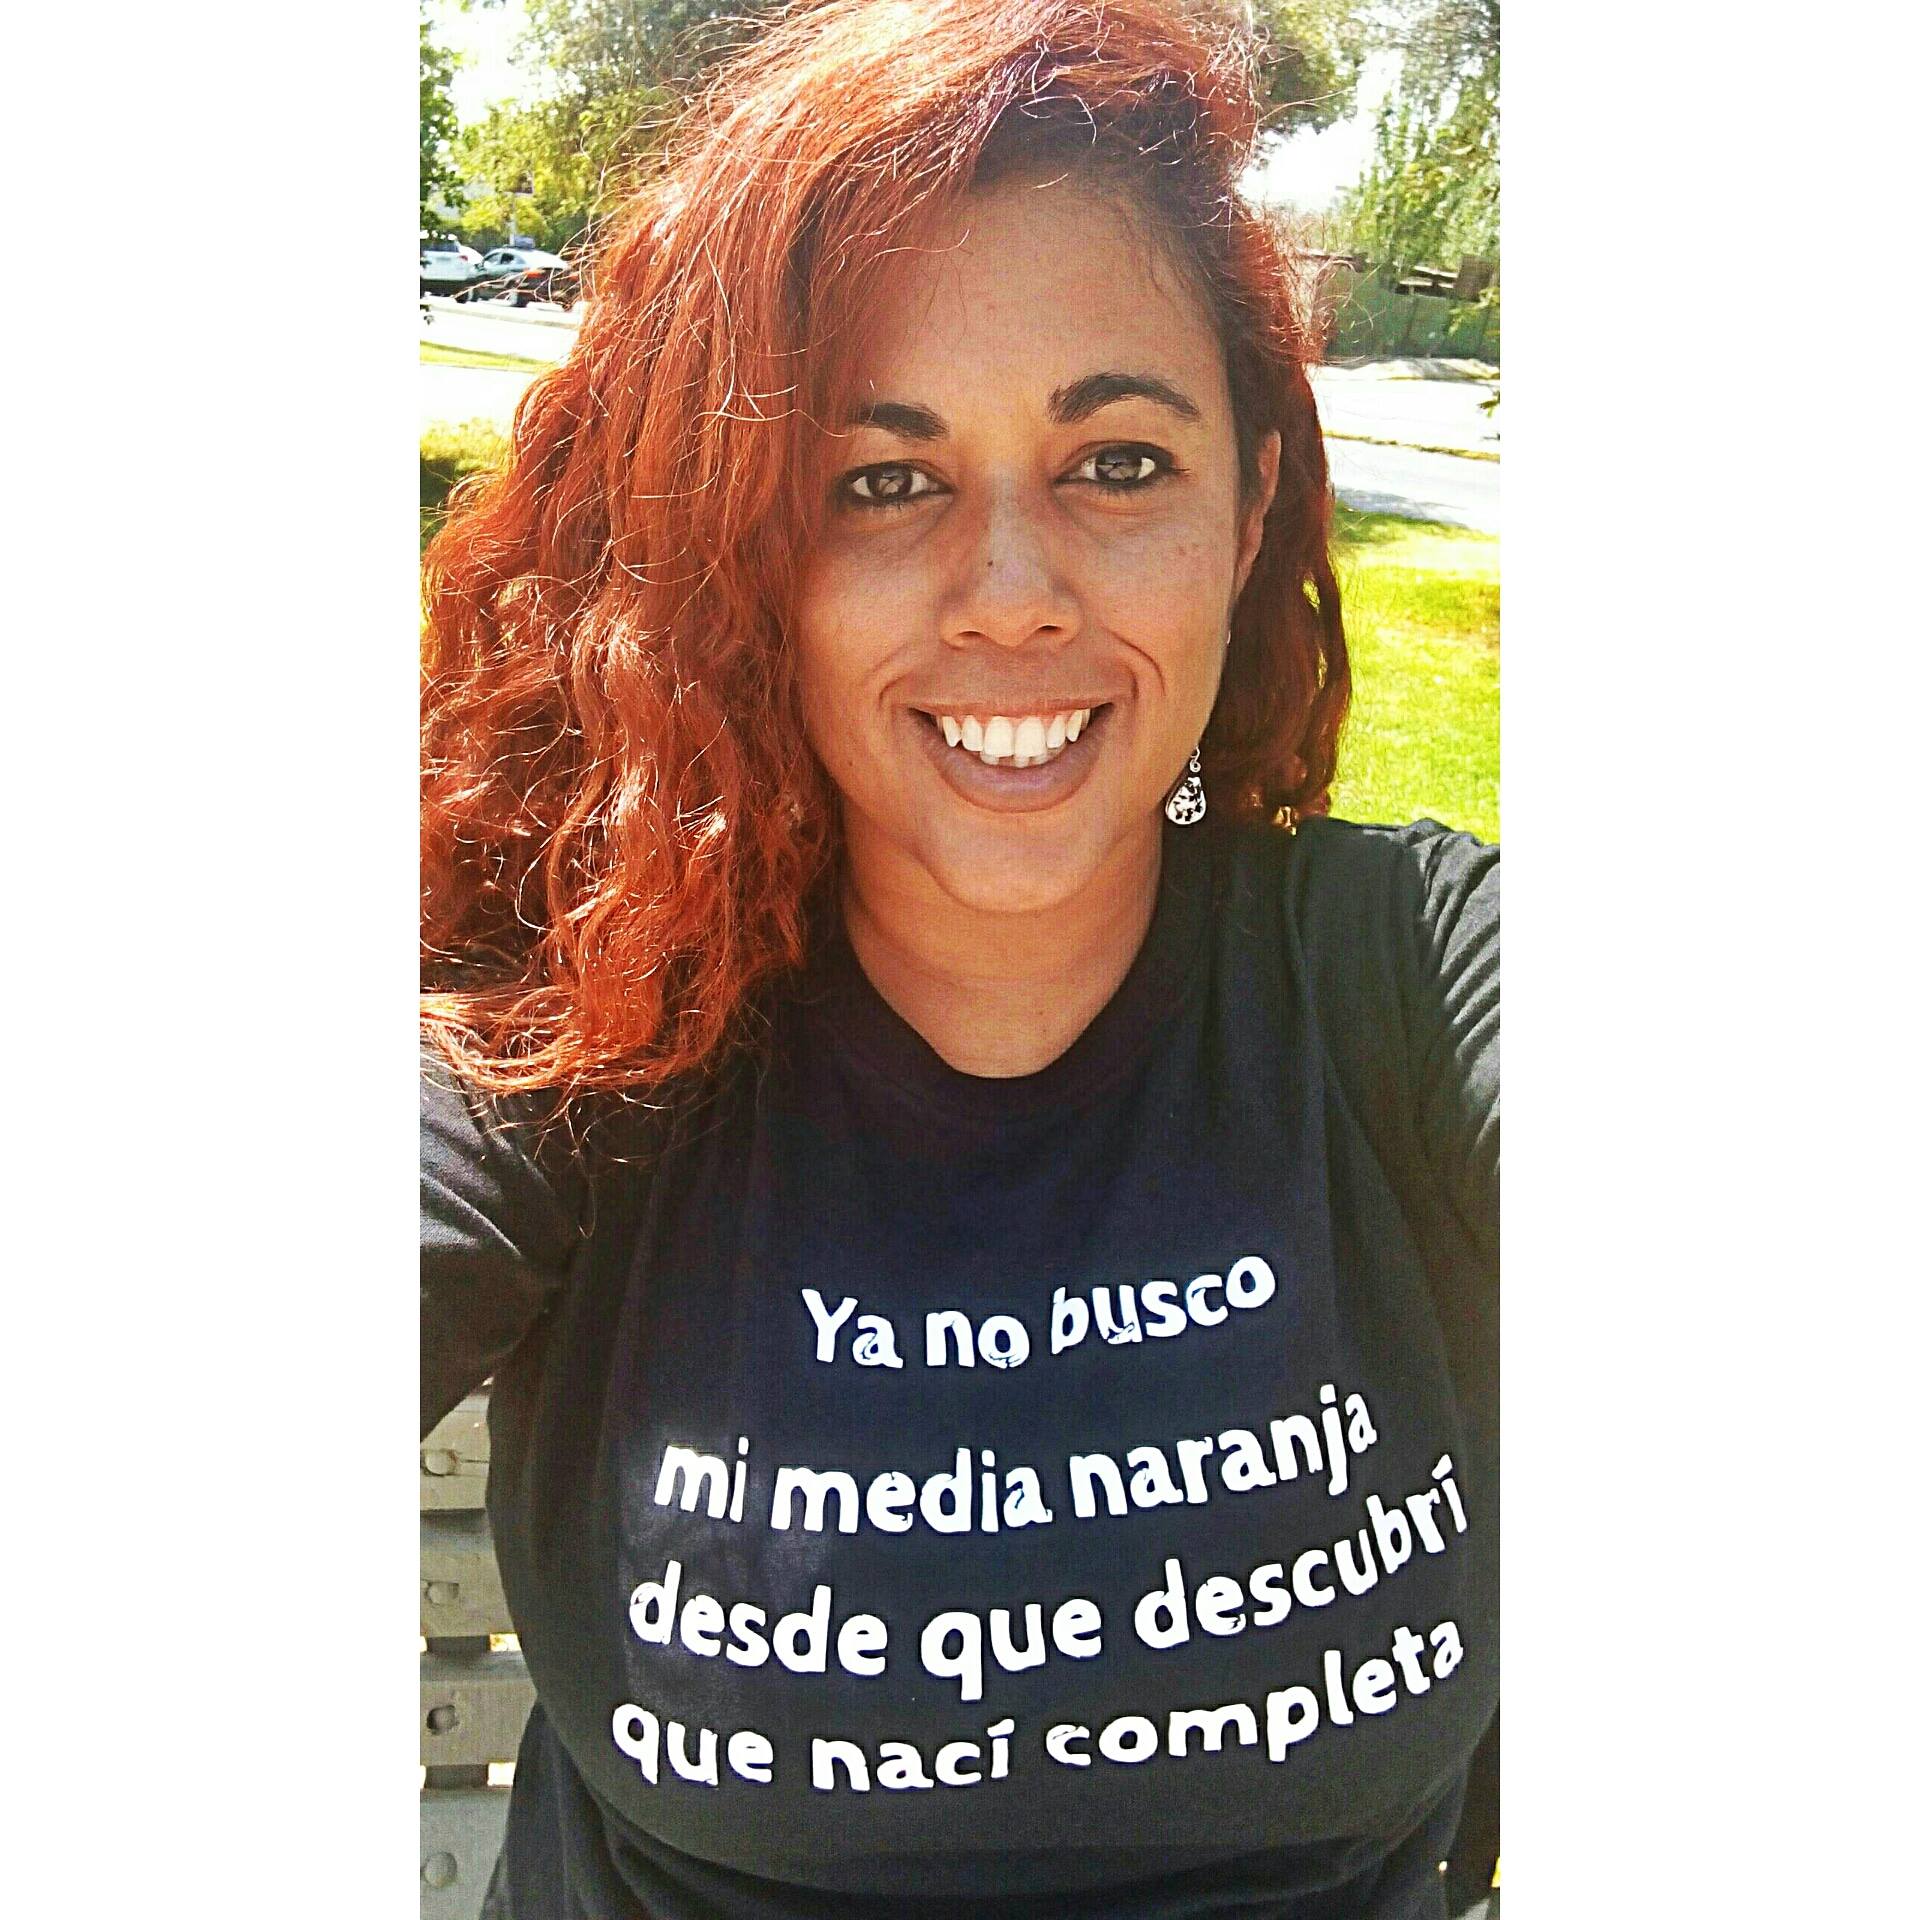 Ya no busco
mi media naranja
desde que descubrí
que nací completa